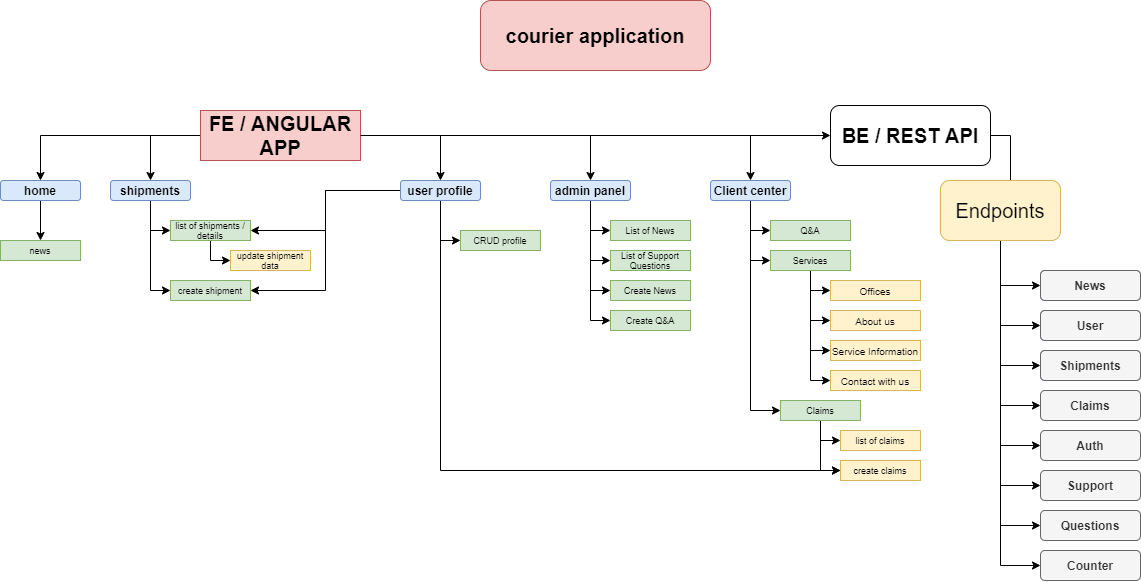 courier application
FE / ANGULAR
APP
BE / REST API
home
shipments
user profile
admin panel
Client center
Endpoints
news
list of shipments /
details
update shipment
data
create shipment
CRUD profile
List of News
List of Support
Questions
Create News
Create Q&A
Q&A
Services
Offices
About us
Service Information
Contact with us
Claims
list of claims
create claims
News
User
Shipments
Claims
Auth
Support
Questions
Counter